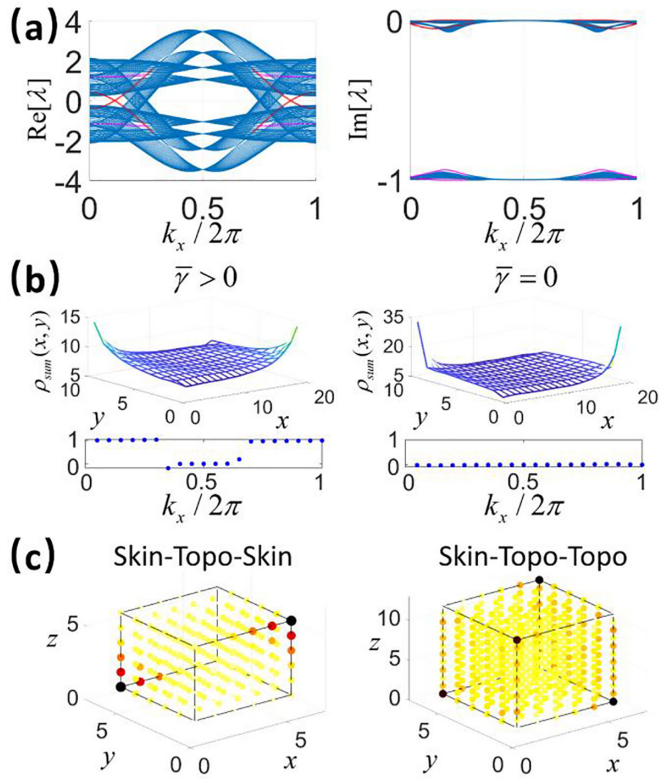 (a)
4
2
0
-2
-4
Re[λ]
0 0.5 1
k_x / 2π
0
-1
Im[λ]
0 0.5 1
k_x / 2π
(b)
γ̅ > 0
15
10
5
ρ_sum (x, y)
10 5 0
y
0 10 20
x
1
0
0 0.5 1
k_x / 2π
γ̅ = 0
35
20
5
ρ_sum (x, y)
10 5 0
y
0 10 20
x
1
0
0 0.5 1
k_x / 2π
(c)
Skin-Topo-Skin
5
0
z
5 0
y
0 5
x
Skin-Topo-Topo
10
5
0
z
5 0
y
0 5
x